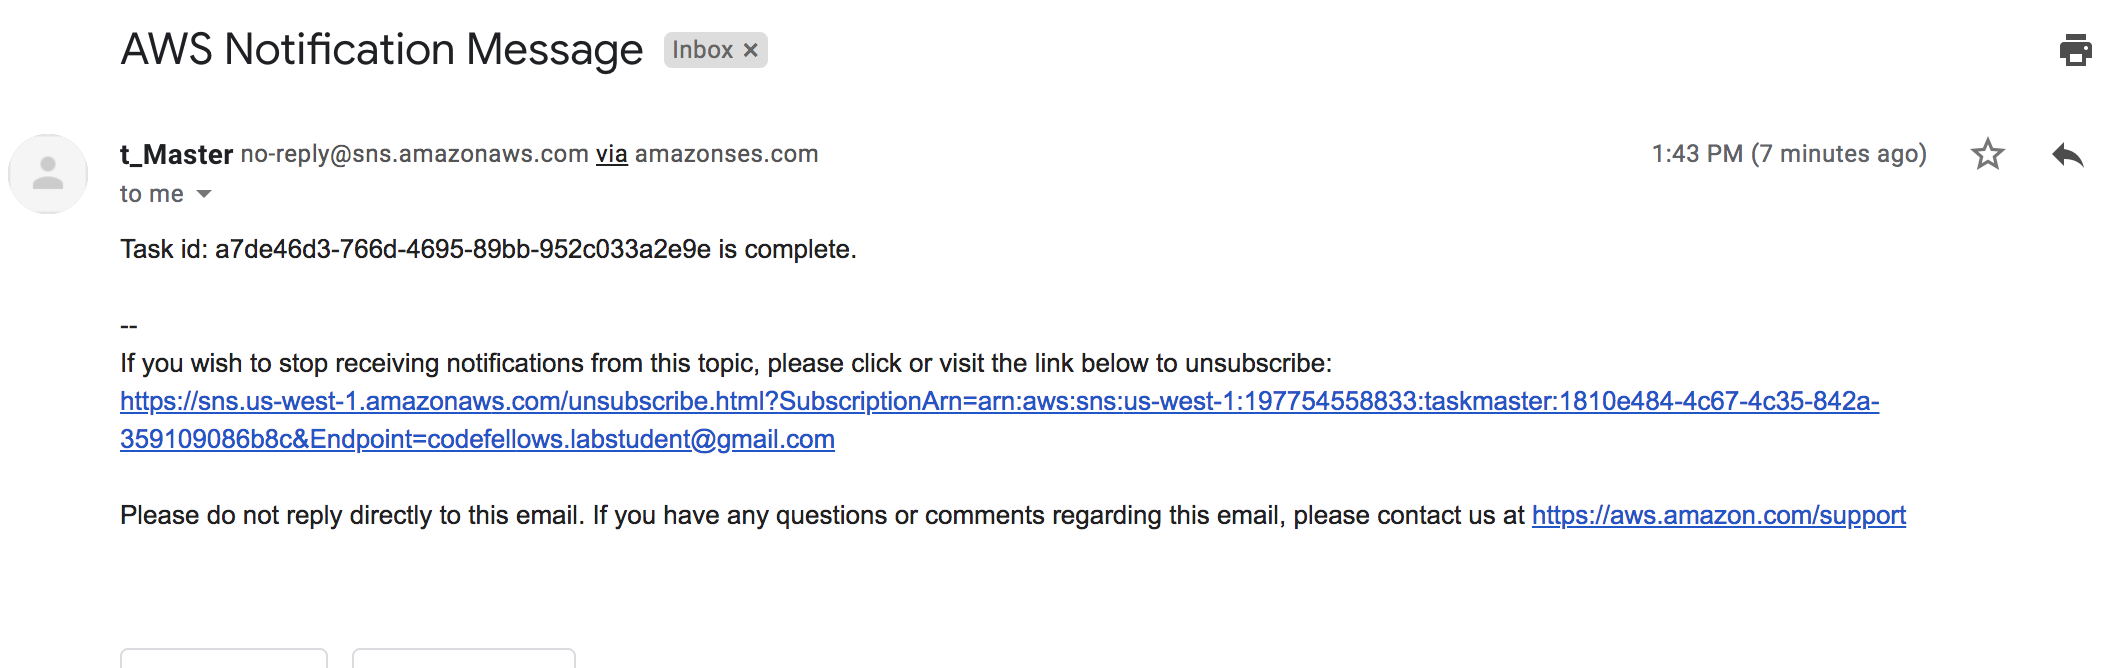 AWS Notification Message Inbox ×
t_Master no-reply@sns.amazonaws.com via amazonses.com 1:43 PM (7 minutes ago)
to me
Task id: a7de46d3-766d-4695-89bb-952c033a2e9e is complete.
--
If you wish to stop receiving notifications from this topic, please click or visit the link below to unsubscribe:
https://sns.us-west-1.amazonaws.com/unsubscribe.html?SubscriptionArn=arn:aws:sns:us-west-1:197754558833:taskmaster:1810e484-4c67-4c35-842a-
359109086b8c&Endpoint=codefellows.labstudent@gmail.com
Please do not reply directly to this email. If you have any questions or comments regarding this email, please contact us at https://aws.amazon.com/support